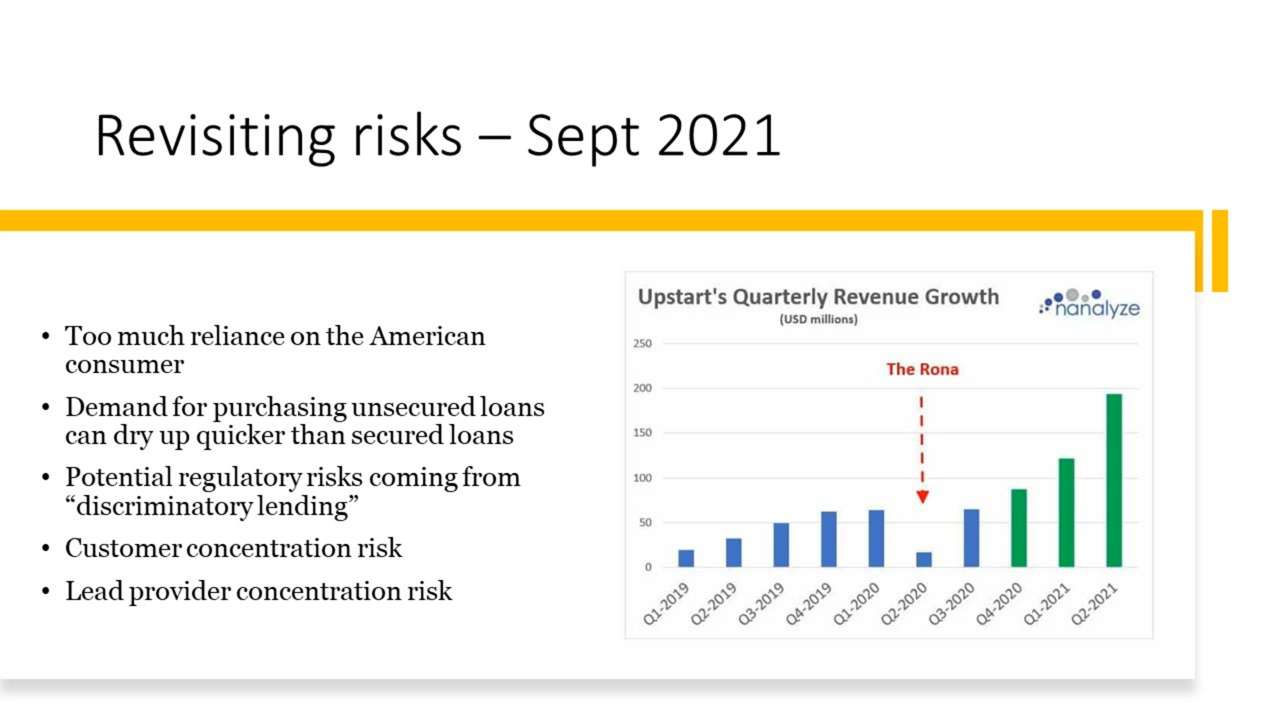 Revisiting risks – Sept 2021
• Too much reliance on the American
consumer
• Demand for purchasing unsecured loans
can dry up quicker than secured loans
• Potential regulatory risks coming from
“discriminatory lending”
• Customer concentration risk
• Lead provider concentration risk
Upstart's Quarterly Revenue Growth
(USD millions)
nanalyze
250
The Rona
200
150
100
50
0
Q1-2019
Q2-2019
Q3-2019
Q4-2019
Q1-2020
Q2-2020
Q3-2020
Q4-2020
Q1-2021
Q2-2021